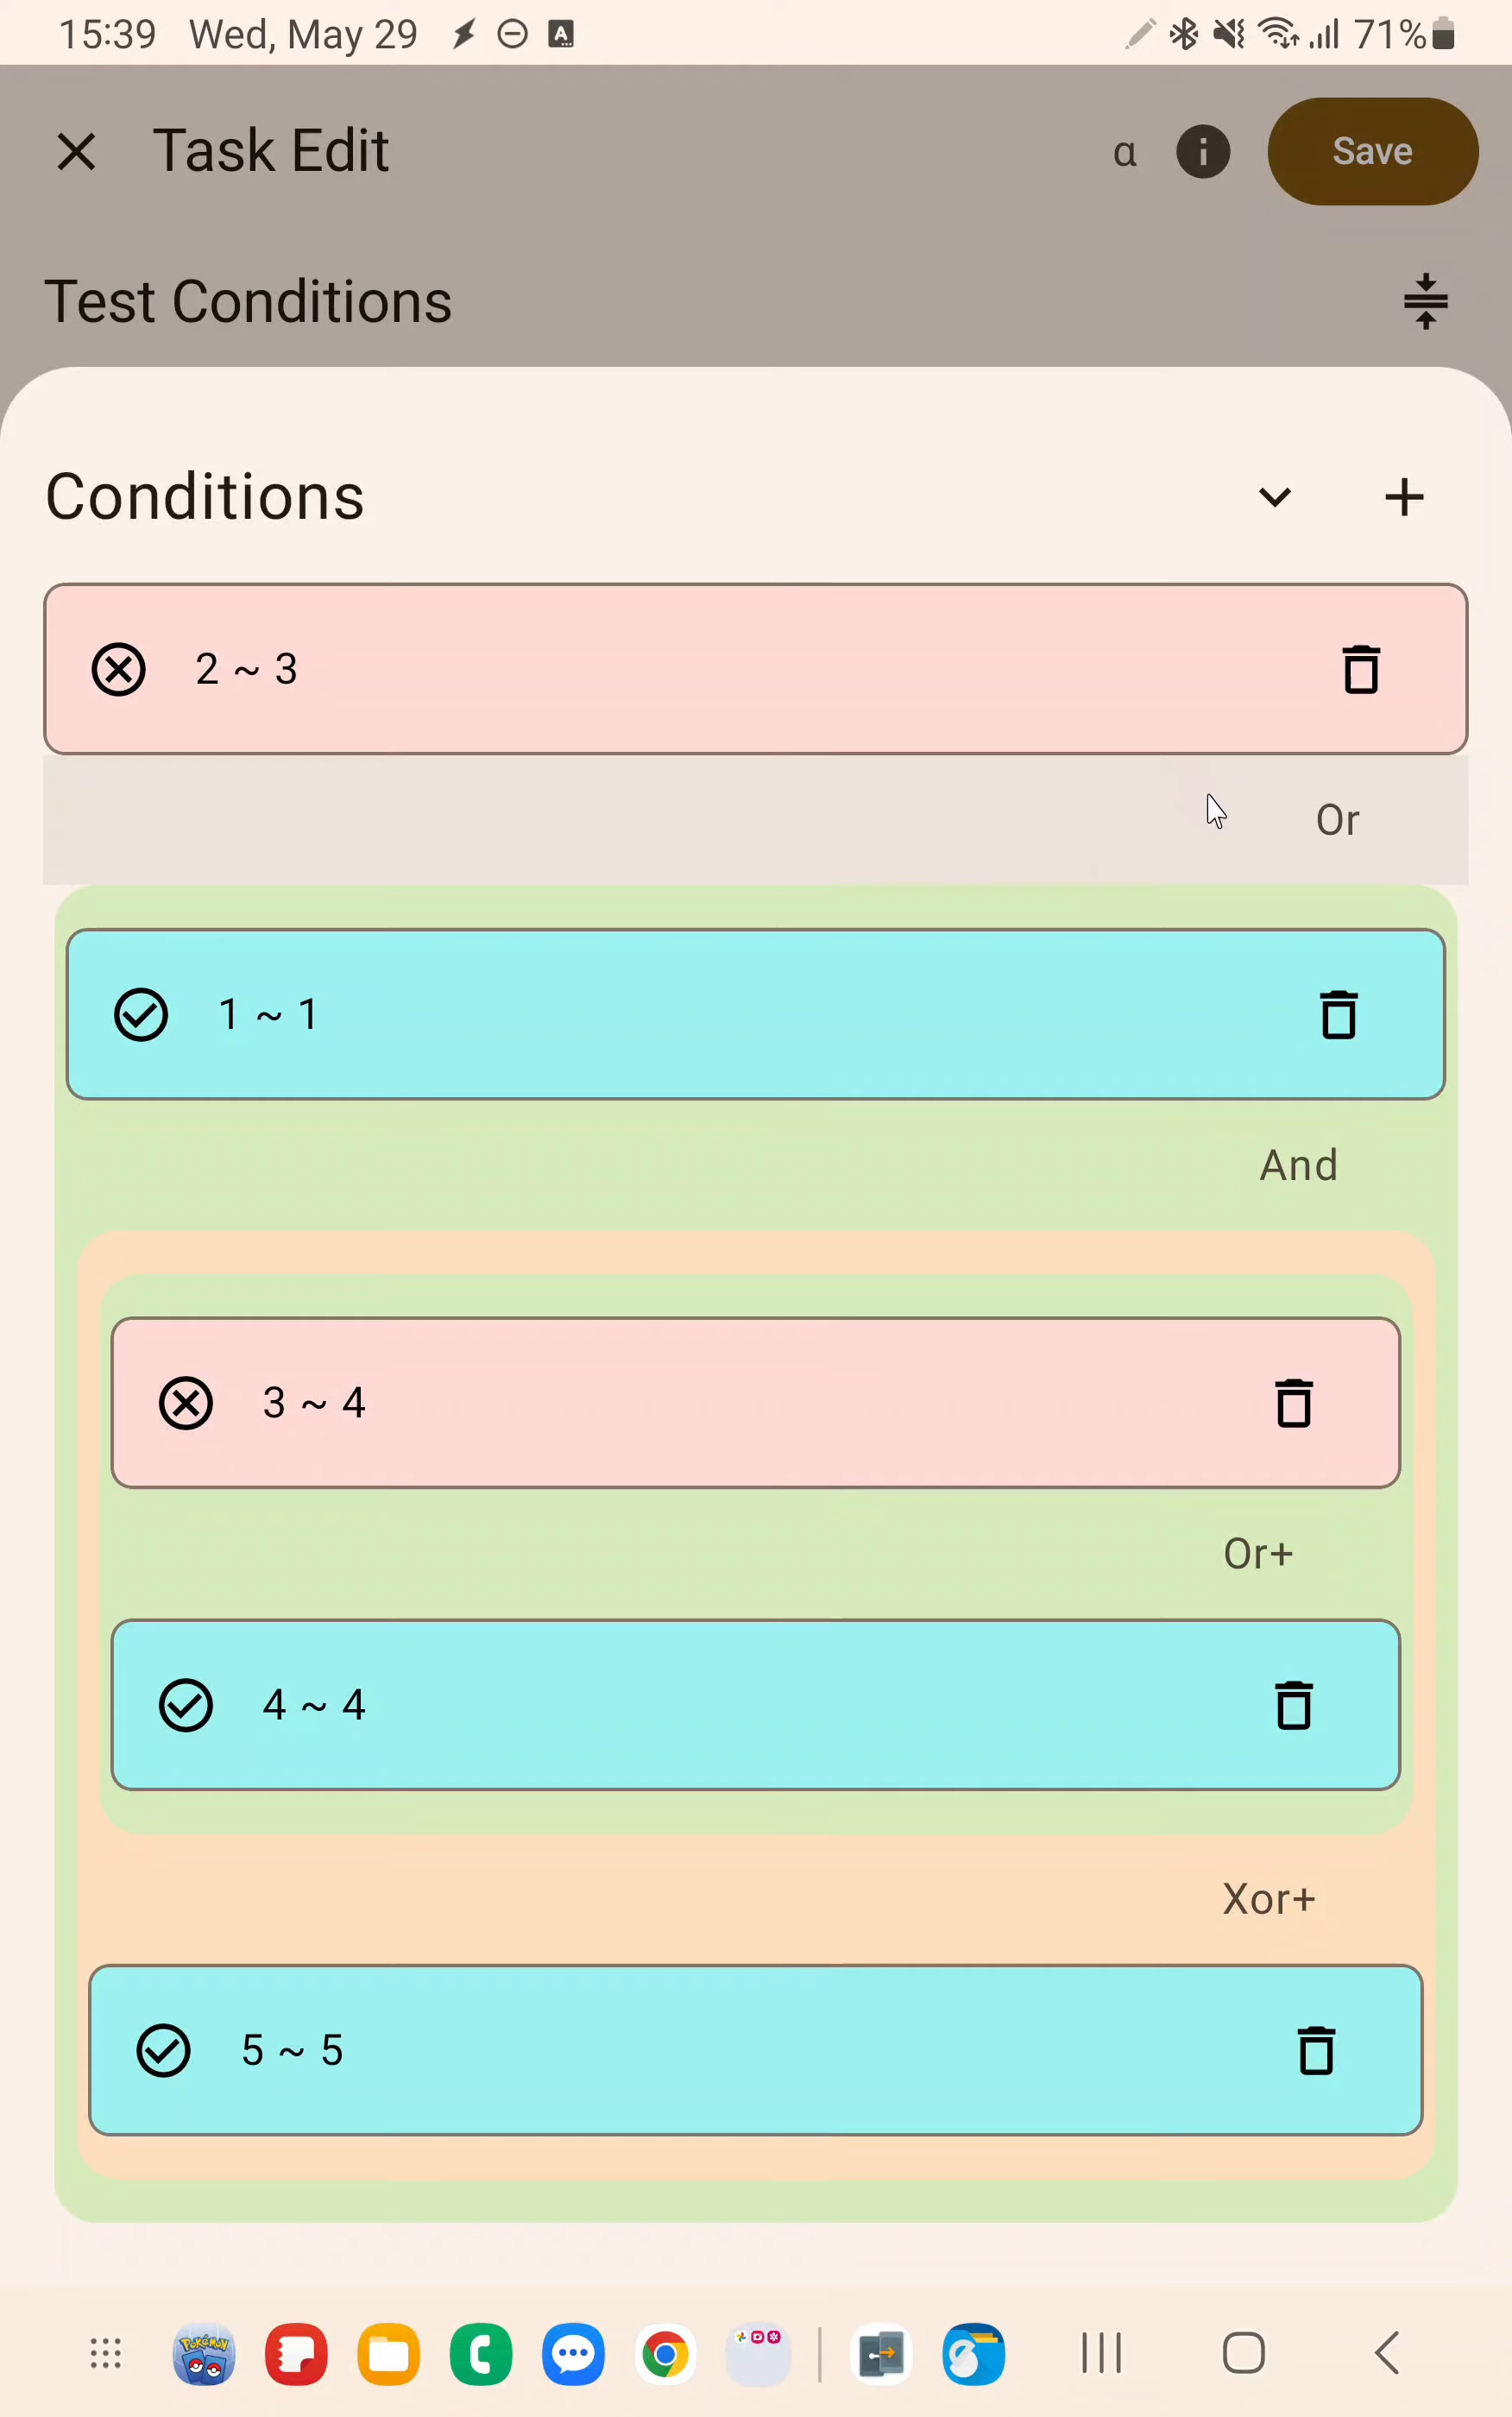 15:39 Wed, May 29 A 71%
Task Edit α i Save
Test Conditions
Conditions
2 ~ 3
Or
1 ~ 1
And
3 ~ 4
Or+
4 ~ 4
Xor+
5 ~ 5
Pokémon